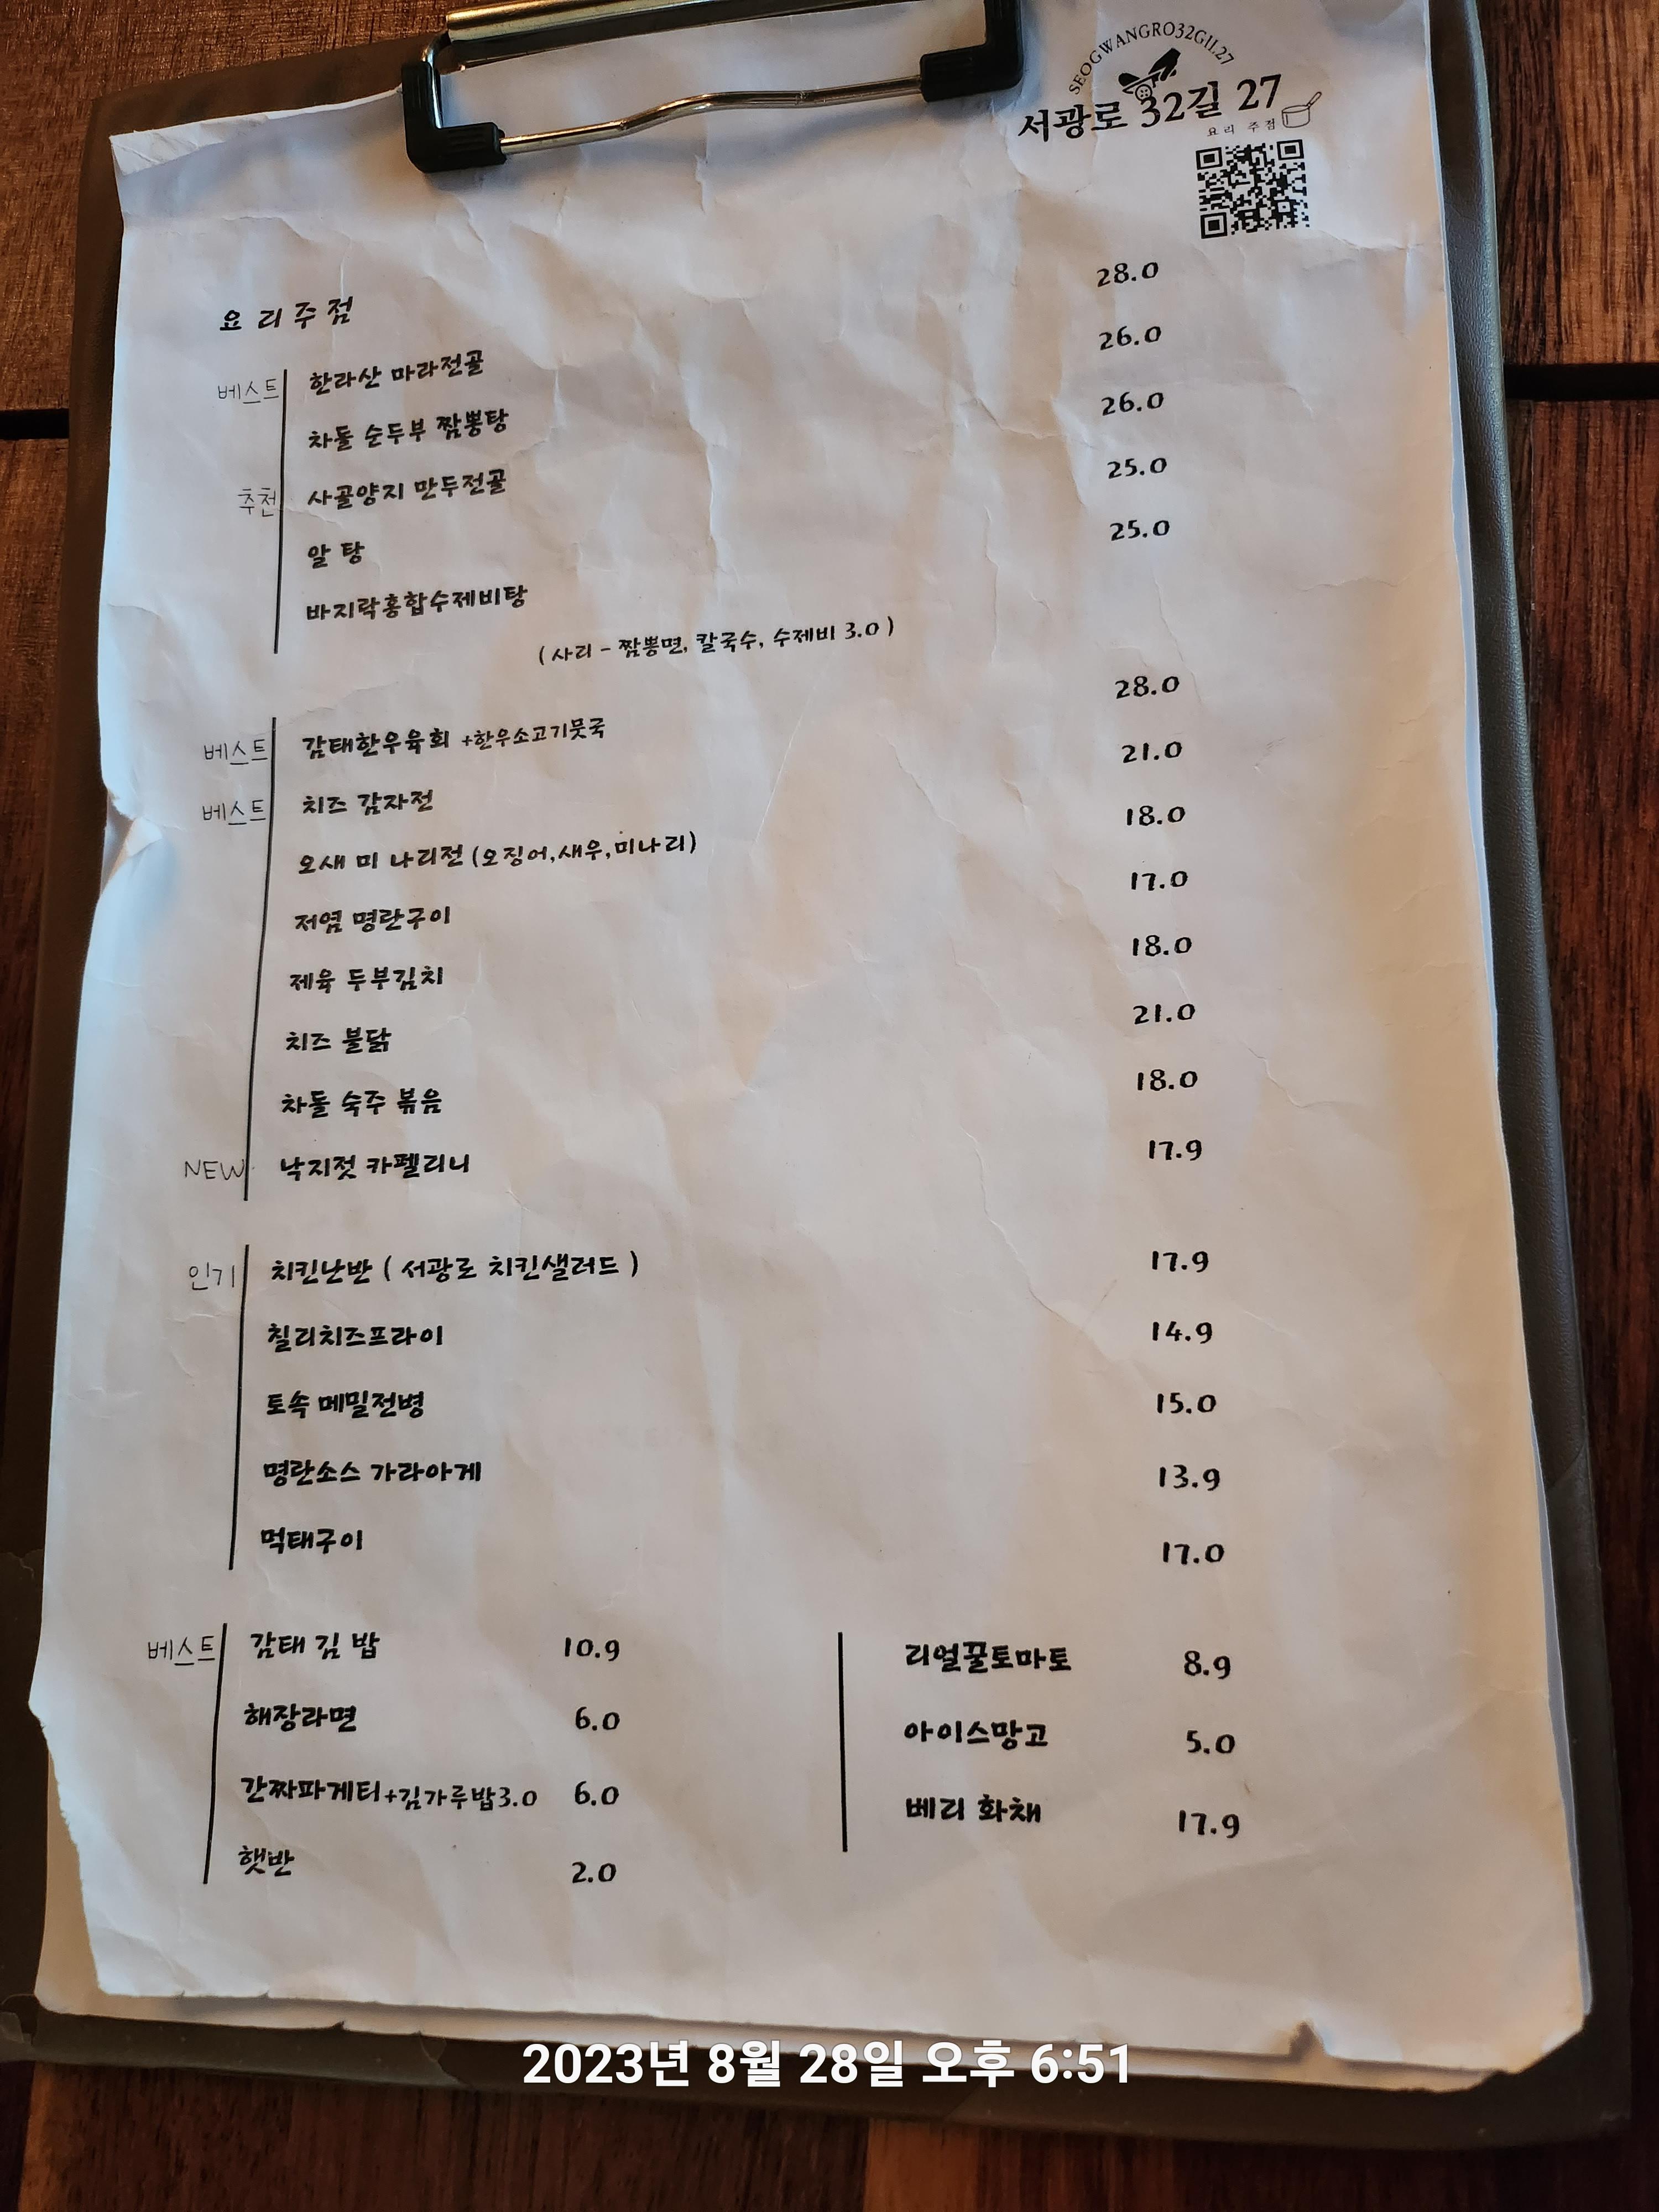 SEOGWANGRO32GIL27
서광로 32길 27
요리 주점
요리주점
베스트 한라산 마라전골 28.0
차돌 순두부 짬뽕탕 26.0
추천 사골양지 만두전골 26.0
알 탕 25.0
바지락홍합수제비탕 25.0
(사리 - 짬뽕면, 칼국수, 수제비 3.0)
베스트 감태한우육회 +한우소고기뭇국 28.0
베스트 치즈 감자전 21.0
오새 미 나리전 (오징어,새우,미나리) 18.0
저염 명란구이 17.0
제육 두부김치 18.0
치즈 불닭 21.0
차돌 숙주 볶음 18.0
NEW 낙지젓 카펠리니 17.9
인기 치킨난반 ( 서광로 치킨샐러드 ) 17.9
칠리치즈프라이 14.9
토속 메밀전병 15.0
명란소스 가라아게 13.9
먹태구이 17.0
베스트 감태 김 밥 10.9
해장라면 6.0
간짜파게티+김가루밥3.0 6.0
햇반 2.0
리얼꿀토마토 8.9
아이스망고 5.0
베리 화채 17.9
2023년 8월 28일 오후 6:51